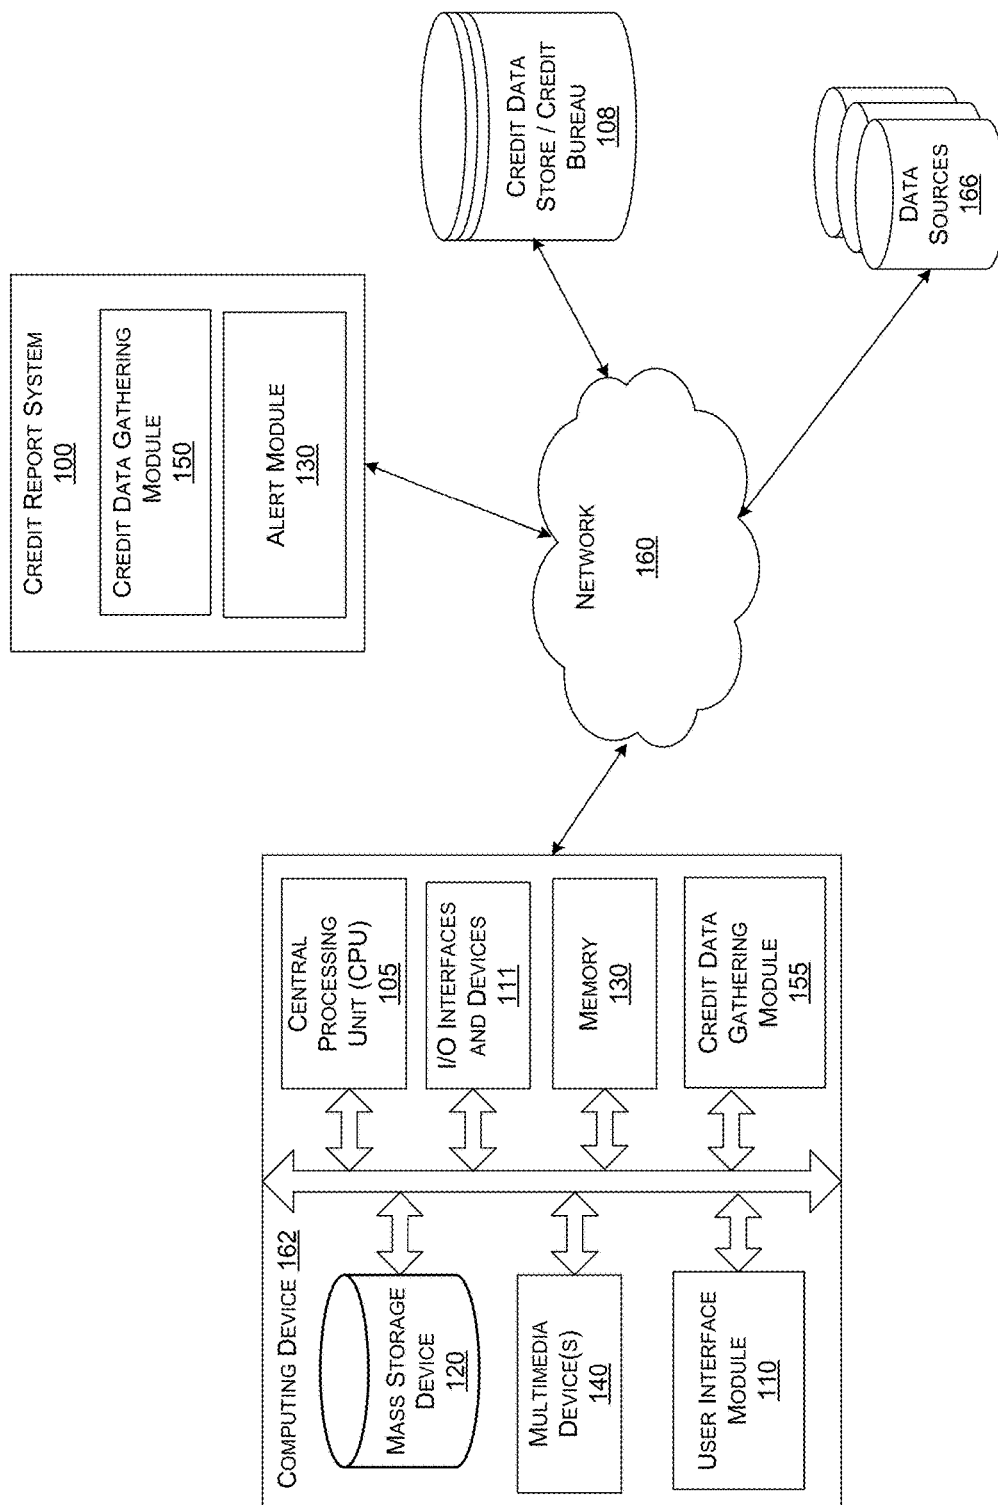 CREDIT REPORT SYSTEM
100
CREDIT DATA GATHERING
MODULE
150
ALERT MODULE
130
COMPUTING DEVICE 162
MASS STORAGE
DEVICE
120
MULTIMEDIA
DEVICE(S)
140
USER INTERFACE
MODULE
110
CENTRAL
PROCESSING
UNIT (CPU)
105
I/O INTERFACES
AND DEVICES
111
MEMORY
130
CREDIT DATA
GATHERING
MODULE
155
NETWORK
160
CREDIT DATA
STORE / CREDIT
BUREAU
108
DATA
SOURCES
166